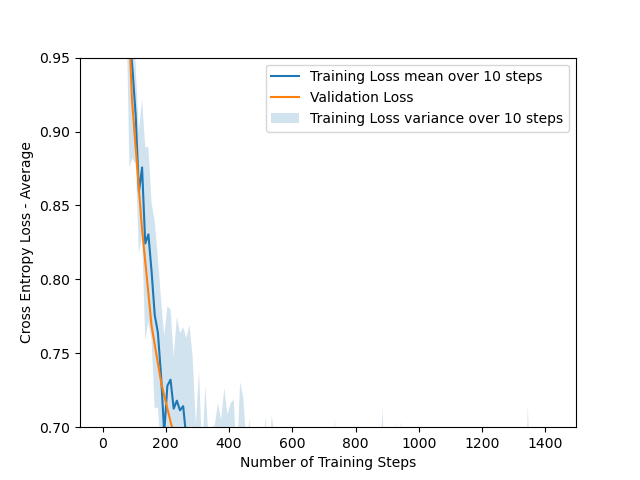 Training Loss mean over 10 steps
Validation Loss
Training Loss variance over 10 steps
Cross Entropy Loss - Average
0.95
0.90
0.85
0.80
0.75
0.70
0 200 400 600 800 1000 1200 1400
Number of Training Steps